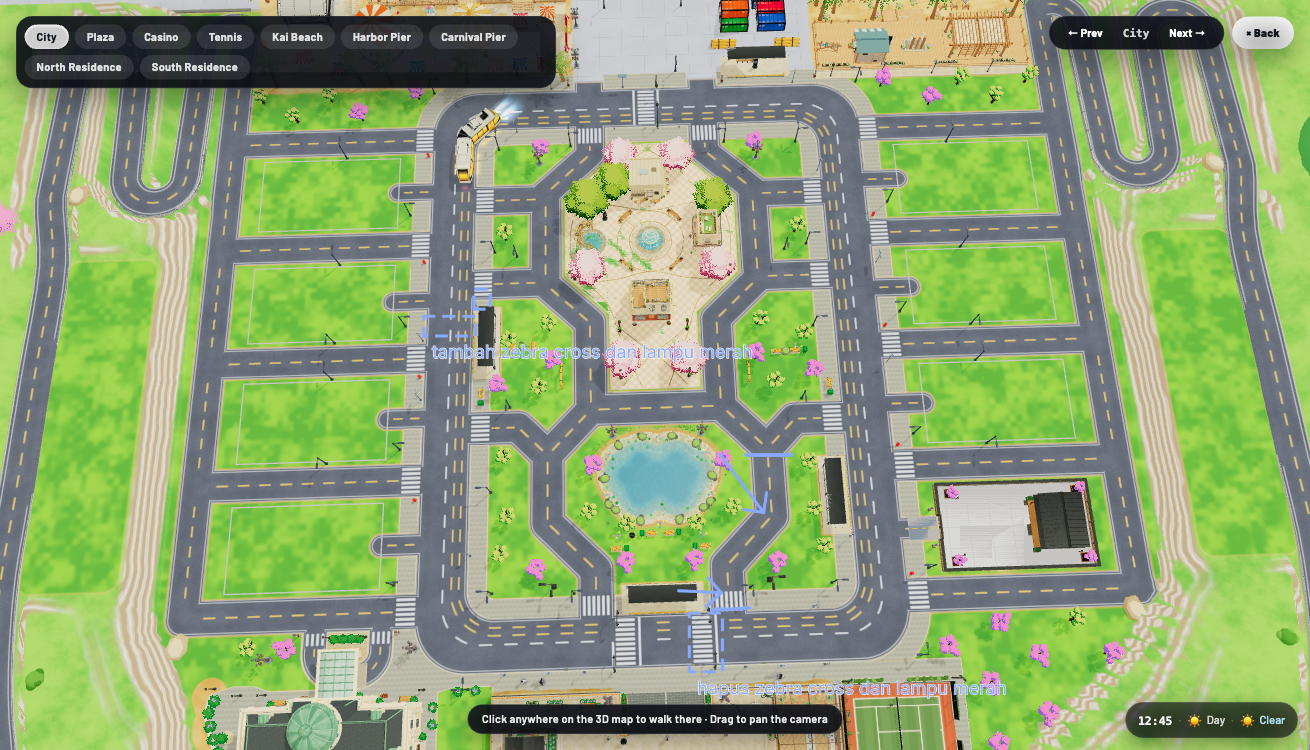 City Plaza Casino Tennis Kai Beach Harbor Pier Carnival Pier
North Residence South Residence
← Prev City Next → × Back
tambah zebra cross dan lampu merah
hapus zebra cross dan lampu merah
Click anywhere on the 3D map to walk there · Drag to pan the camera
12:45 · Day · Clear